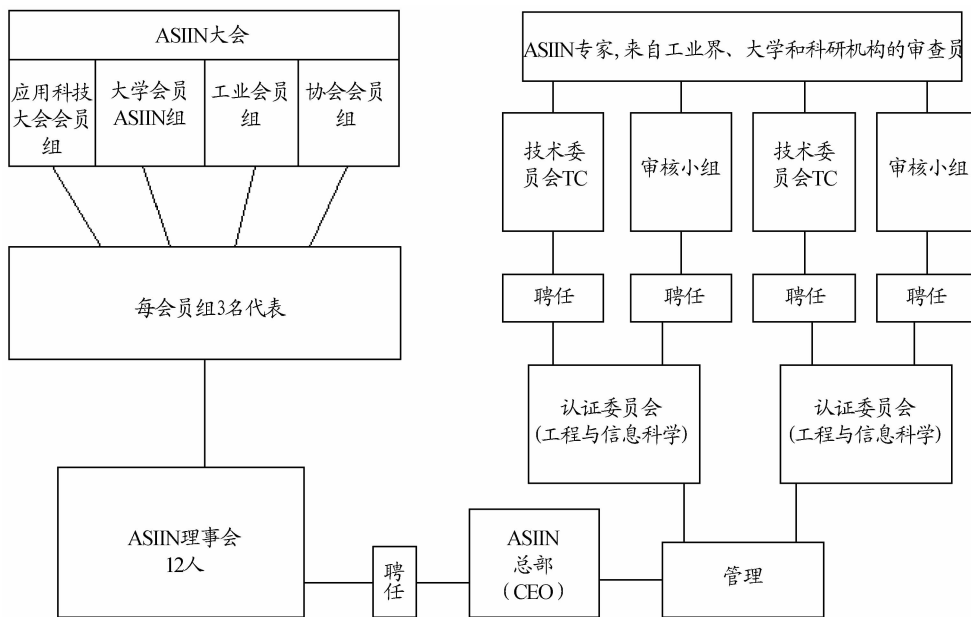 ASIIN大会
应用科技
大会会员
组
大学会员
ASIIN组
工业会员
组
协会会员
组
每会员组3名代表
ASIIN理事会
12人
聘
任
ASIIN
总部
（CEO）
管理
ASIIN专家,来自工业界、大学和科研机构的审查员
技术委
员会TC
审核小组
技术委
员会TC
审核小组
聘任
聘任
聘任
聘任
认证委员会
(工程与信息科学)
认证委员会
(工程与信息科学)